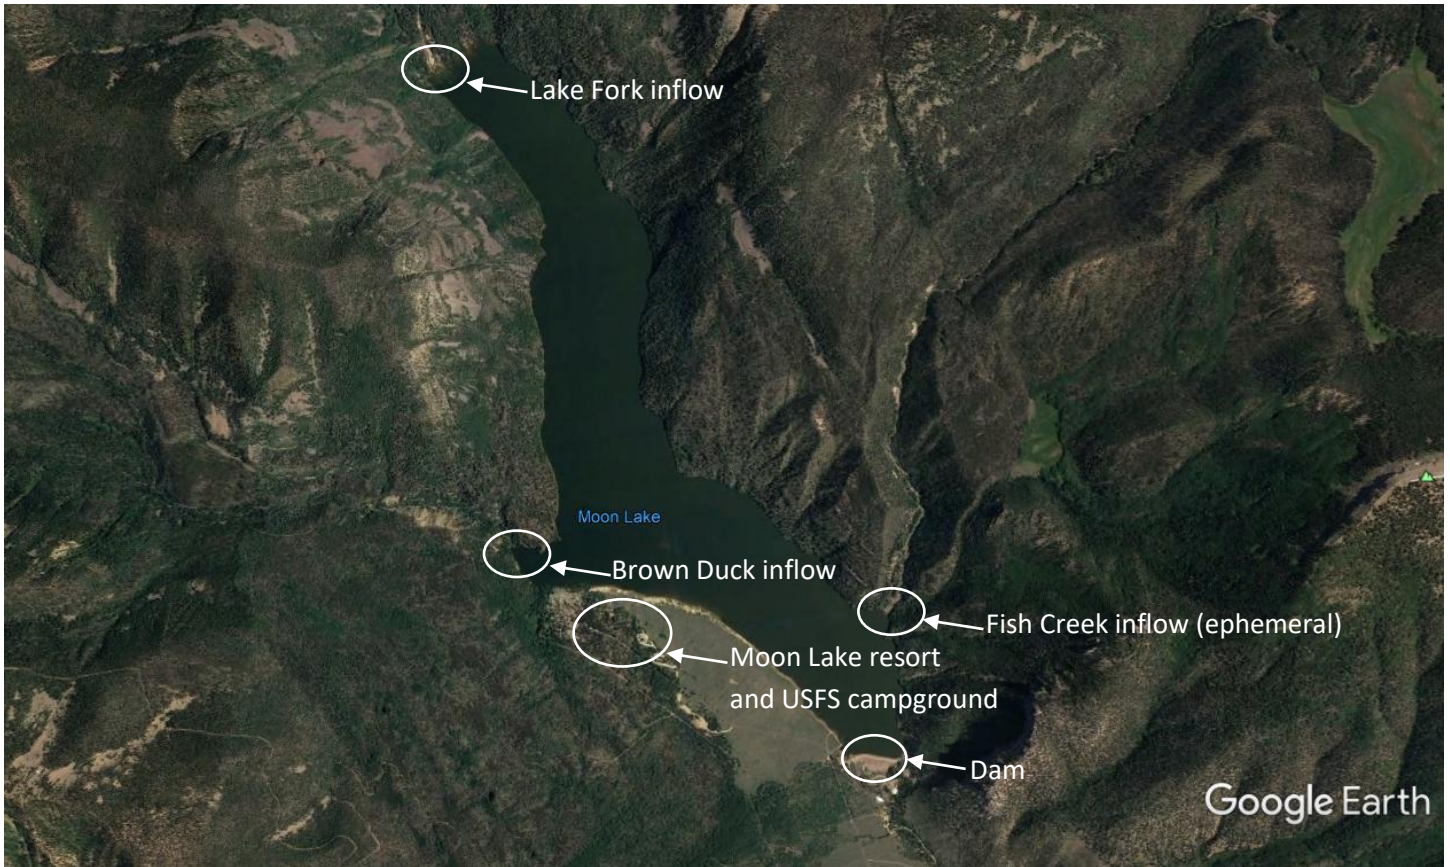 Lake Fork inflow
Moon Lake
Brown Duck inflow
Fish Creek inflow (ephemeral)
Moon Lake resort
and USFS campground
Dam
Google Earth